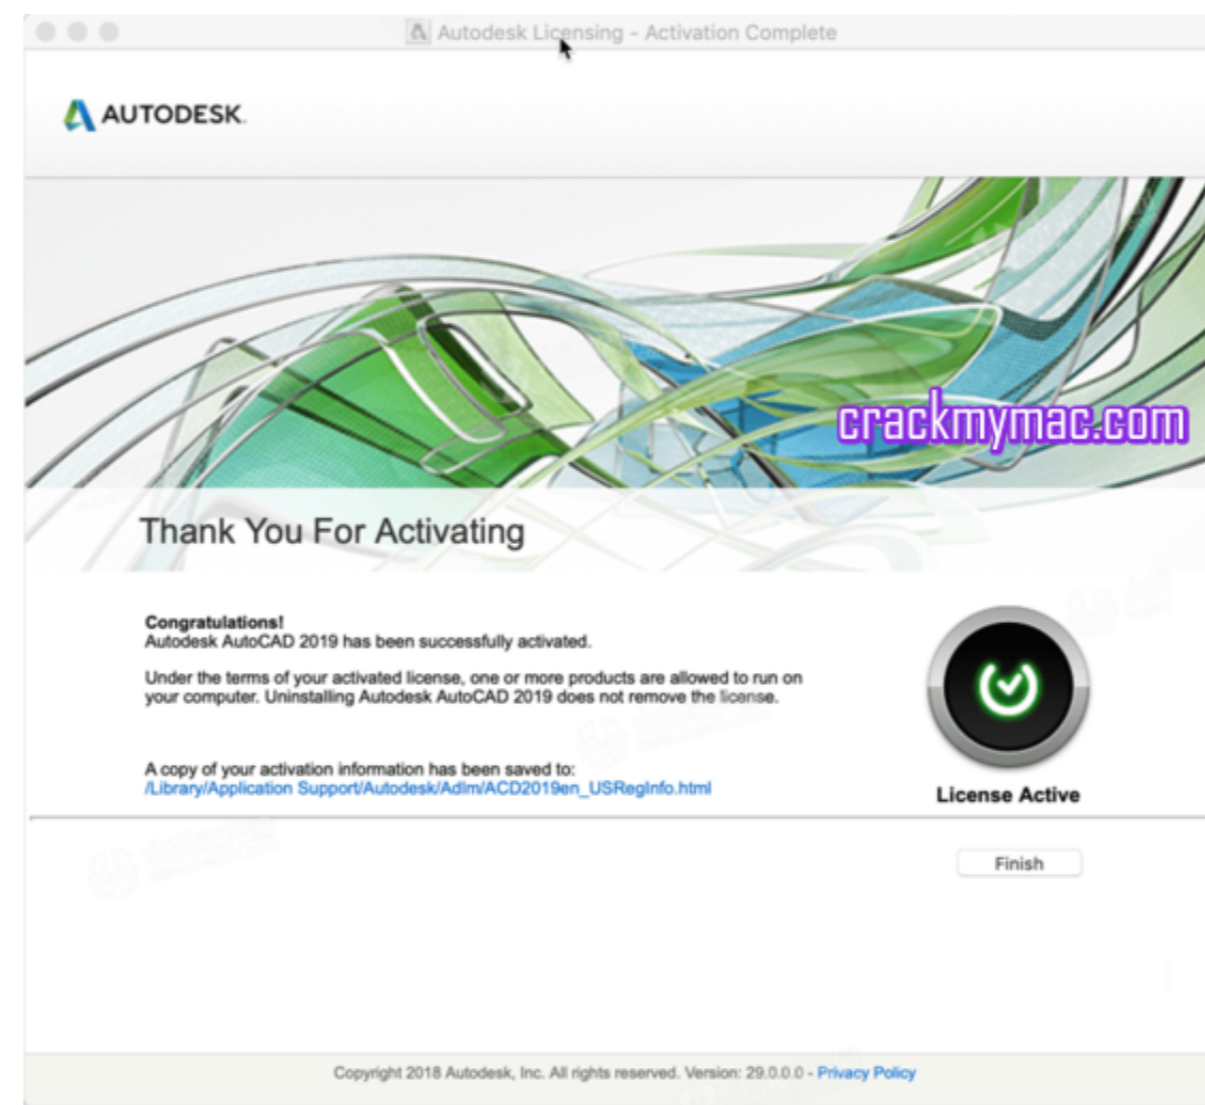 Autodesk Licensing - Activation Complete
AUTODESK.
crackmymac.com
Thank You For Activating
Congratulations!
Autodesk AutoCAD 2019 has been successfully activated.
Under the terms of your activated license, one or more products are allowed to run on
your computer. Uninstalling Autodesk AutoCAD 2019 does not remove the license.
A copy of your activation information has been saved to:
/Library/Application Support/Autodesk/Adlm/ACD2019en_USRegInfo.html
License Active
Finish
Copyright 2018 Autodesk, Inc. All rights reserved. Version: 29.0.0.0 - Privacy Policy